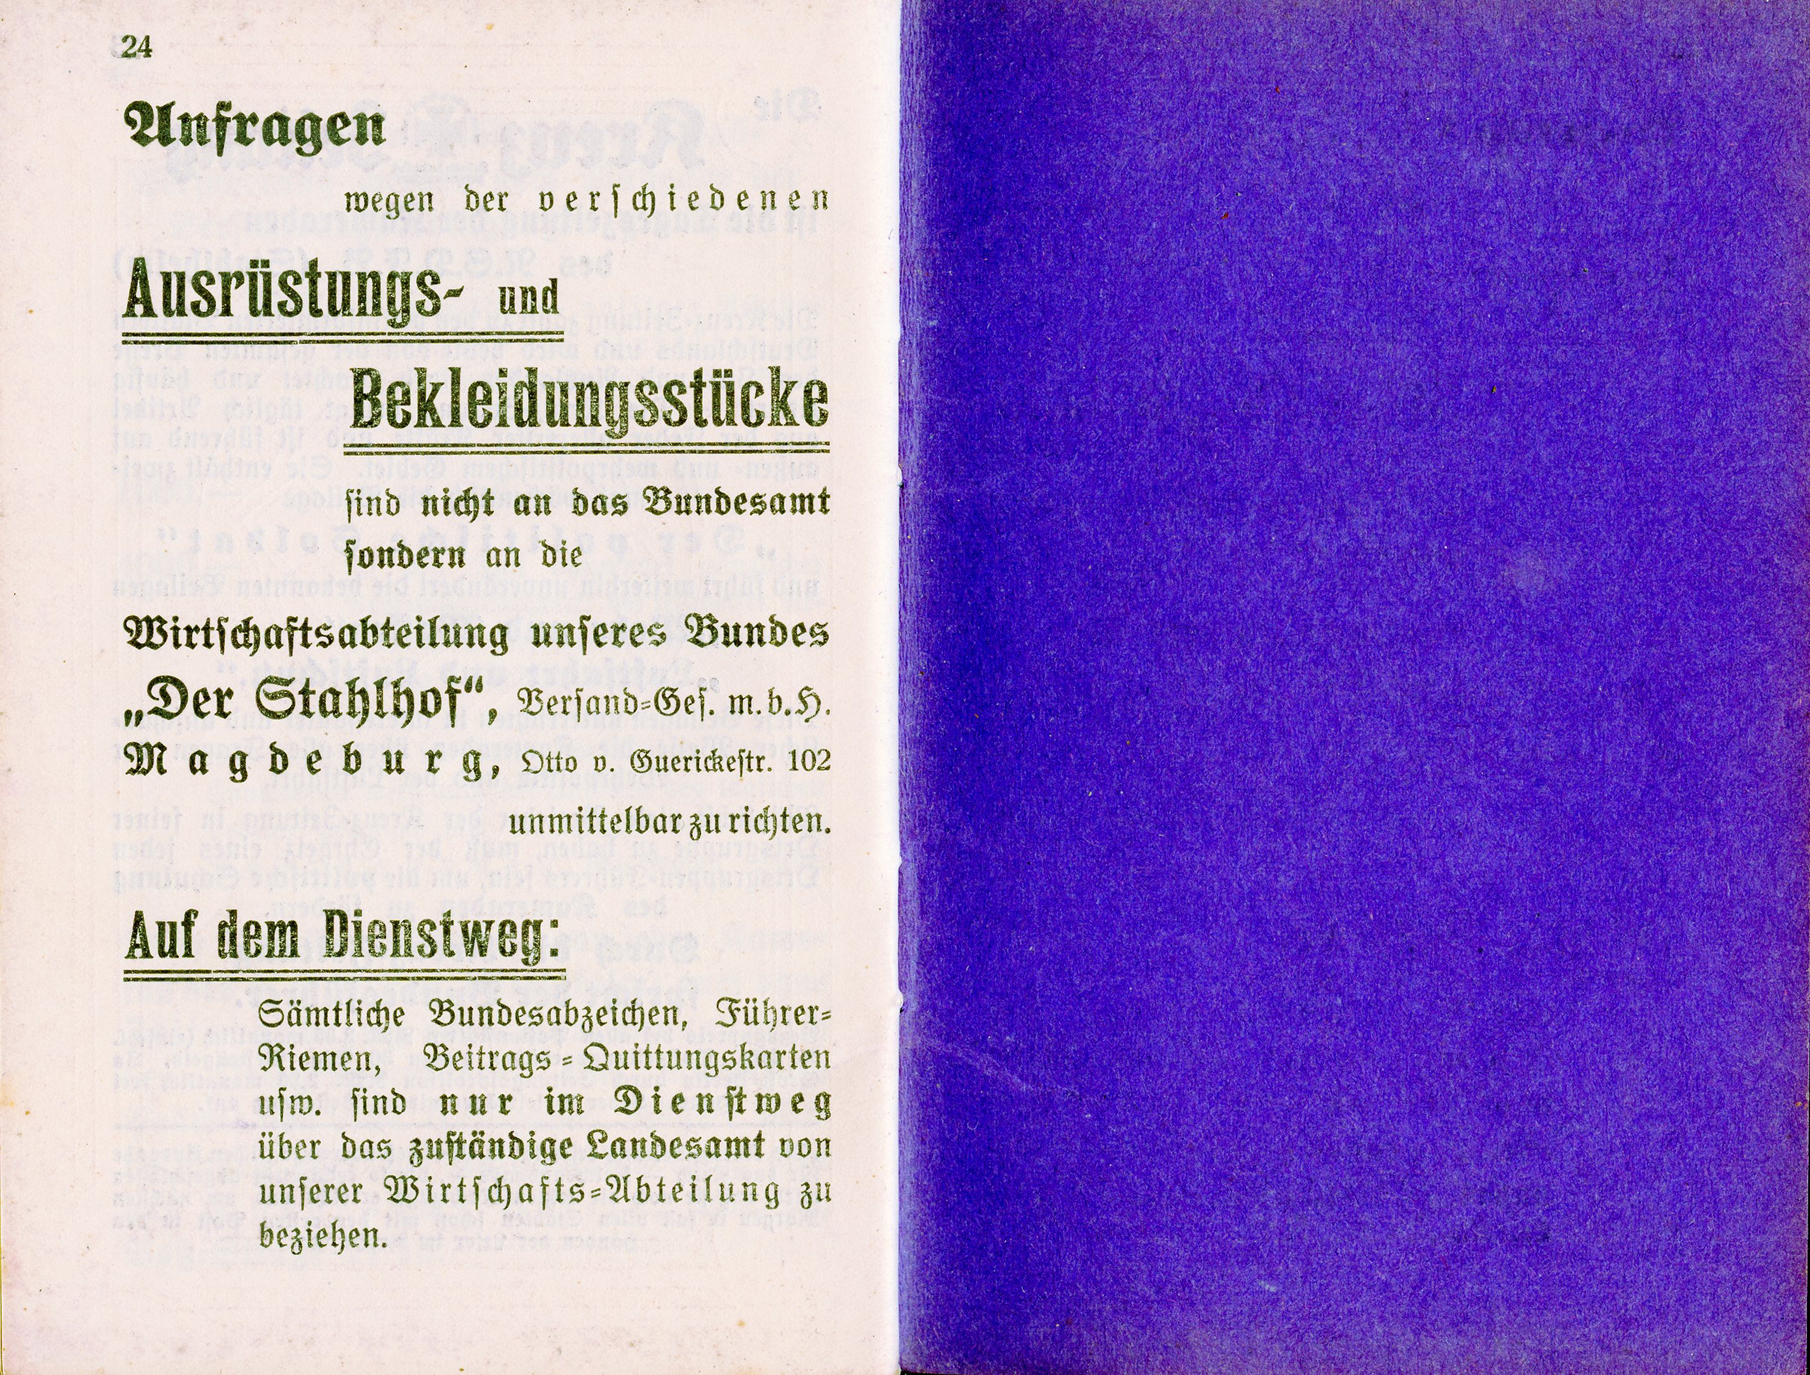 24
Anfragen
wegen der verschiedenen
Ausrüstungs- und
Bekleidungsstücke
sind nicht an das Bundesamt
sondern an die
Wirtschaftsabteilung unseres Bundes
„Der Stahlhof“, Versand-Ges. m.b.H.
Magdeburg, Otto v. Guerickestr. 102
unmittelbar zu richten.
Auf dem Dienstweg:
Sämtliche Bundesabzeichen, Führer-
Riemen, Beitrags-Quittungskarten
usw. sind nur im Dienstweg
über das zuständige Landesamt von
unserer Wirtschafts-Abteilung zu
beziehen.